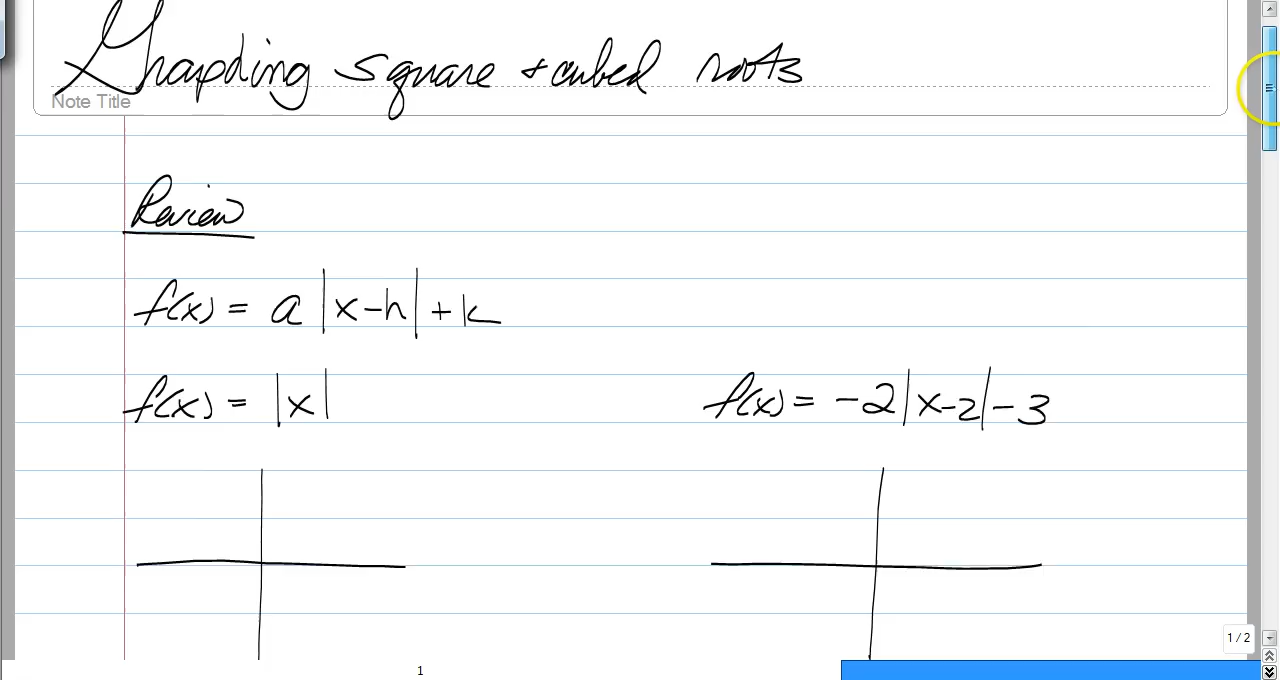 Graphing square + cubed roots
Note Title
Review
f(x) = a |x-h| + k
f(x) = |x|
f(x) = -2|x-2|-3
1 / 2
1